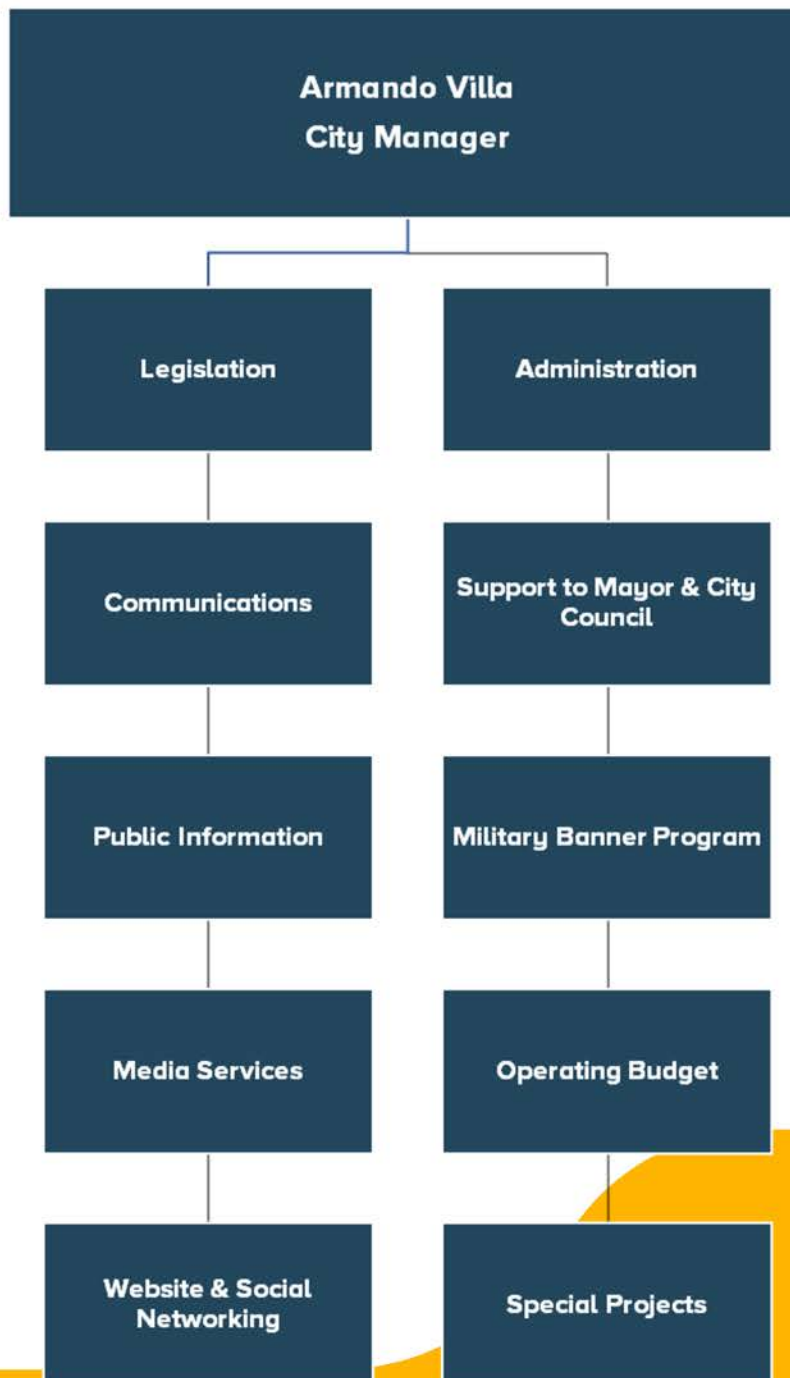 Armando Villa
City Manager
Legislation
Administration
Communications
Support to Mayor & City
Council
Public Information
Military Banner Program
Media Services
Operating Budget
Website & Social
Networking
Special Projects